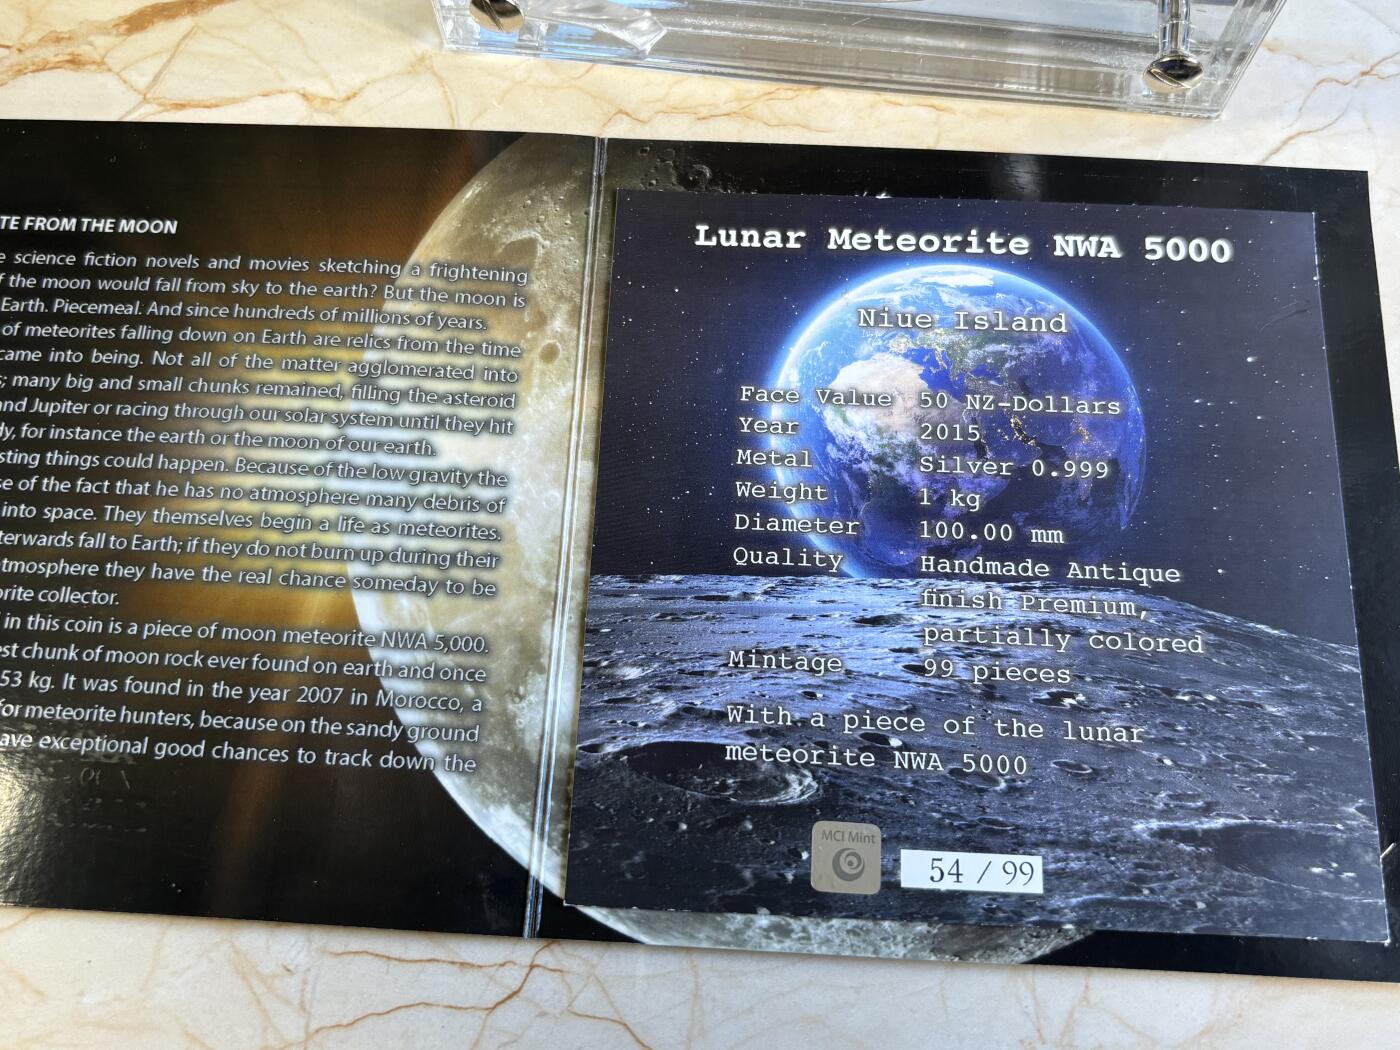 TE FROM THE MOON
e science fiction novels and movies sketching a frightening
f the moon would fall from sky to the earth? But the moon is
Earth. Piecemeal. And since hundreds of millions of years.
of meteorites falling down on Earth are relics from the time
came into being. Not all of the matter agglomerated into
s; many big and small chunks remained, filling the asteroid
and Jupiter or racing through our solar system until they hit
dy, for instance the earth or the moon of our earth.
sting things could happen. Because of the low gravity the
se of the fact that he has no atmosphere many debris of
into space. They themselves begin a life as meteorites.
terwards fall to Earth; if they do not burn up during their
tmosphere they have the real chance someday to be
orite collector.
in this coin is a piece of moon meteorite NWA 5,000.
est chunk of moon rock ever found on earth and once
53 kg. It was found in the year 2007 in Morocco, a
for meteorite hunters, because on the sandy ground
ave exceptional good chances to track down the
Lunar Meteorite NWA 5000
Niue Island
Face Value 50 NZ-Dollars
Year 2015
Metal Silver 0.999
Weight 1 kg
Diameter 100.00 mm
Quality Handmade Antique
finish Premium,
partially colored
Mintage 99 pieces
With a piece of the lunar
meteorite NWA 5000
MCI Mint
54 / 99